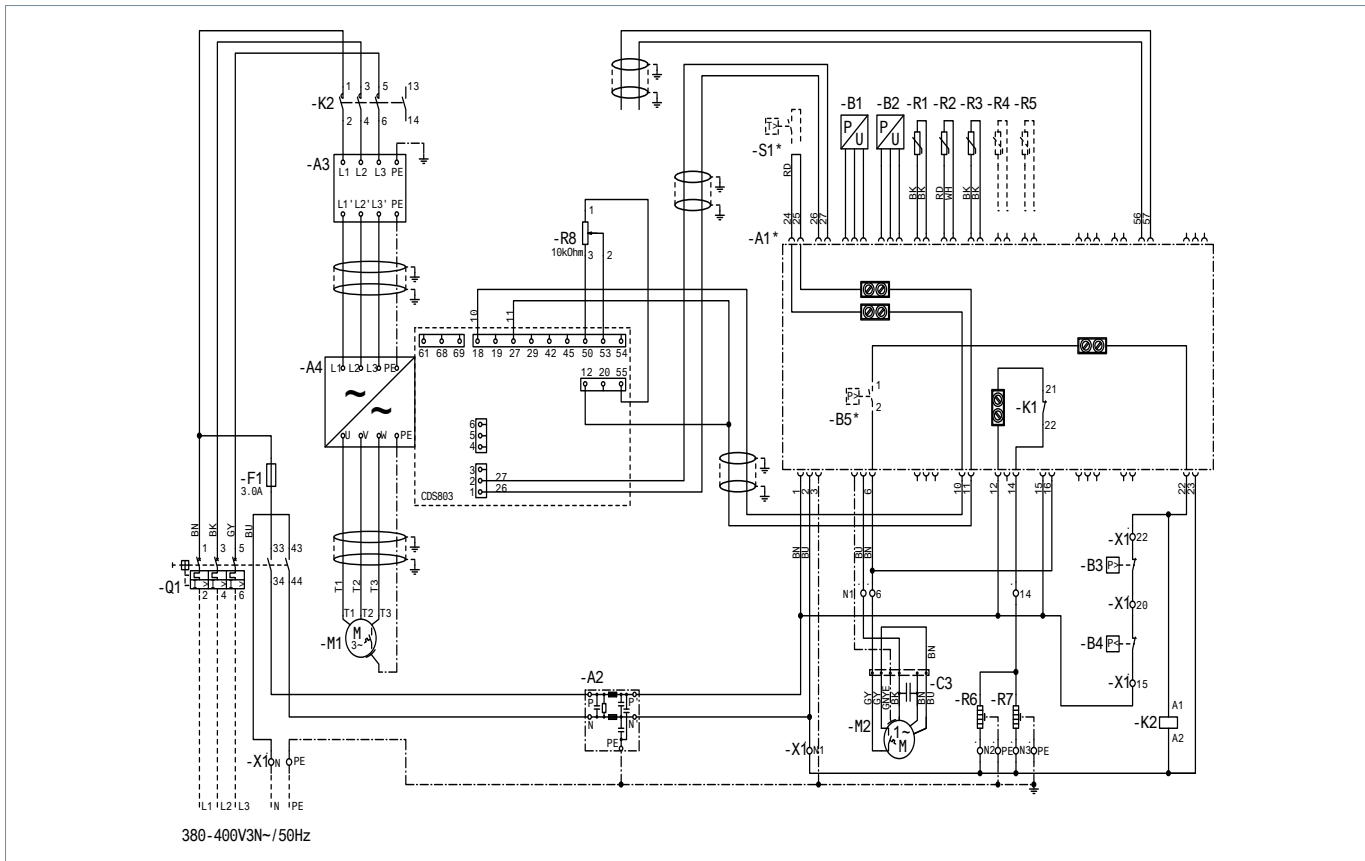 1 3 5 13
-K2
2 4 6 14
-A3
L1 L2 L3 PE
L1' L2' L3' PE
-A4
L1 L2 L3 PE
~
~
U V W PE
-F1
3.0A
BN BK GY BU
1 3 5 33 43
-Q1
I> I> I>
2 4 6 34 44
T1 T2 T3
T1 T2 T3
-M1
M
3~
-X1 N PE
L1 L2 L3 N PE
380-400V3N~/50Hz
-R8
10kOhm
1
3 2
10 11
61 68 69 18 19 27 29 42 45 50 53 54
12 20 55
6
5
4
3
2 27
1 26
CDS803
-A2
P P
N N
PE
-S1*
T>
RD
-B1 -B2 -R1 -R2 -R3 -R4 -R5
P U P U
BK BK RD WH BK BK
24 25 26 27 56 57
-A1*
-B5*
P>
1
2
-K1
21
22
1 2 3 6 10 11 12 14 15 16 22 23
BN BU BU BN
N1 6 14
-X1 22
-B3
P>
-X1 20
-B4
P<
-X1 15
-K2
A1
A2
BN
-C3
GY GY GNYE BK BN BU
-M2
1~
M
-R6 -R7
-X1 N1 N2 PE N3 PE